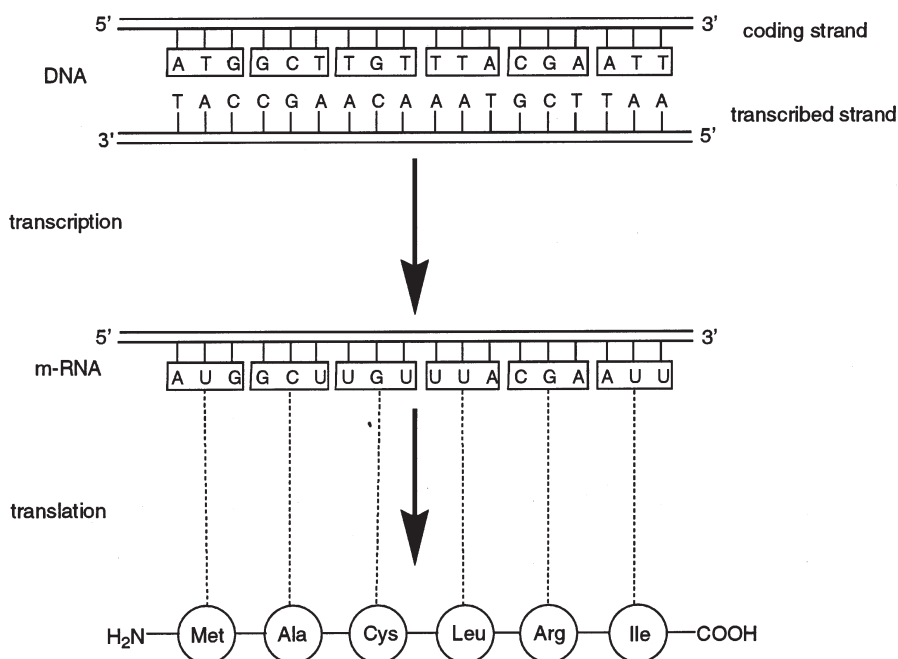 5' 3' coding strand
A T G G C T T G T T T A C G A A T T
DNA
T A C C G A A C A A A T G C T T A A
transcribed strand
3' 5'
transcription
5' 3'
m-RNA
A U G G C U U G U U U A C G A A U U
translation
H₂N Met Ala Cys Leu Arg Ile COOH